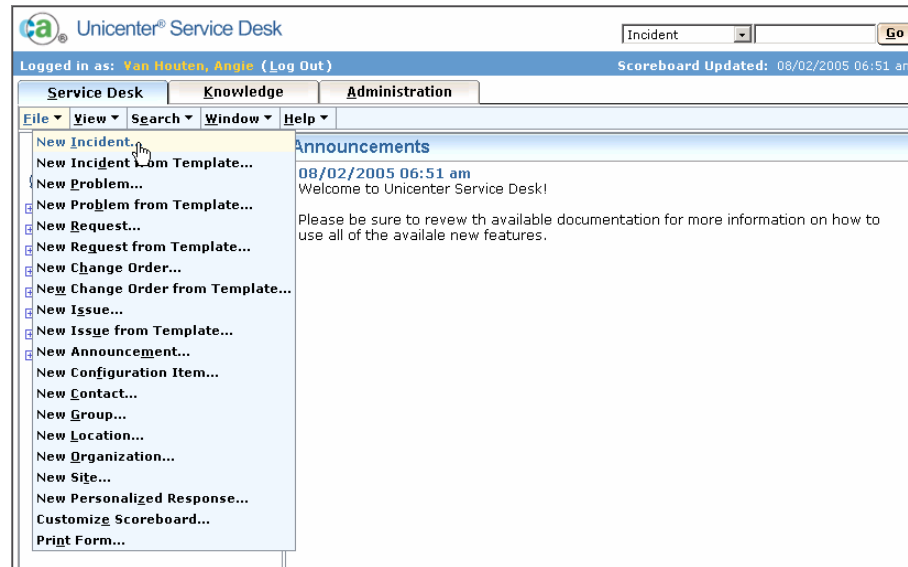 ca® Unicenter® Service Desk
Incident Go
Logged in as: Van Houten, Angie (Log Out) Scoreboard Updated: 08/02/2005 06:51 am
Service Desk Knowledge Administration
File View Search Window Help
New Incident...
New Incident from Template...
New Problem...
New Problem from Template...
New Request...
New Request from Template...
New Change Order...
New Change Order from Template...
New Issue...
New Issue from Template...
New Announcement...
New Configuration Item...
New Contact...
New Group...
New Location...
New Organization...
New Site...
New Personalized Response...
Customize Scoreboard...
Print Form...
Announcements
08/02/2005 06:51 am
Welcome to Unicenter Service Desk!
Please be sure to revew th available documentation for more information on how to
use all of the availale new features.